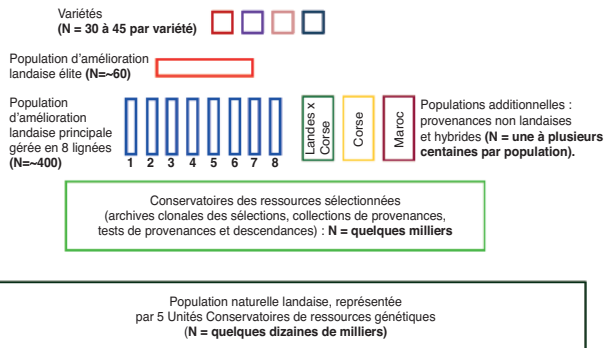 Variétés
(N = 30 à 45 par variété)
Population d'amélioration
landaise élite (N=~60)
Population
d'amélioration
landaise principale
gérée en 8 lignées
(N=~400)
1 2 3 4 5 6 7 8
Landes x
Corse
Corse
Maroc
Populations additionnelles :
provenances non landaises
et hybrides (N = une à plusieurs
centaines par population).
Conservatoires des ressources sélectionnées
(archives clonales des sélections, collections de provenances,
tests de provenances et descendances) : N = quelques milliers
Population naturelle landaise, représentée
par 5 Unités Conservatoires de ressources génétiques
(N = quelques dizaines de milliers)